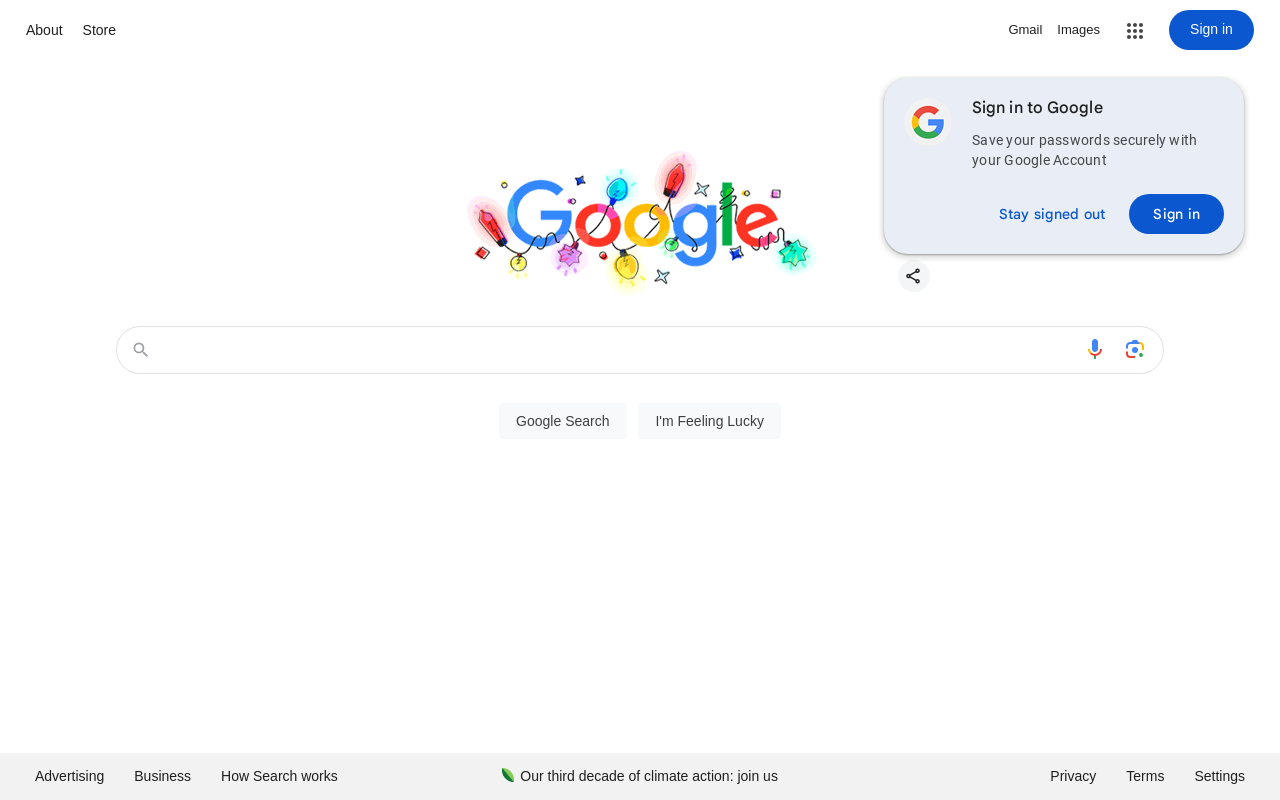 About Store
Gmail Images Sign in
Sign in to Google
Save your passwords securely with
your Google Account
Stay signed out Sign in
Google
Google Search I'm Feeling Lucky
Advertising Business How Search works
Our third decade of climate action: join us
Privacy Terms Settings